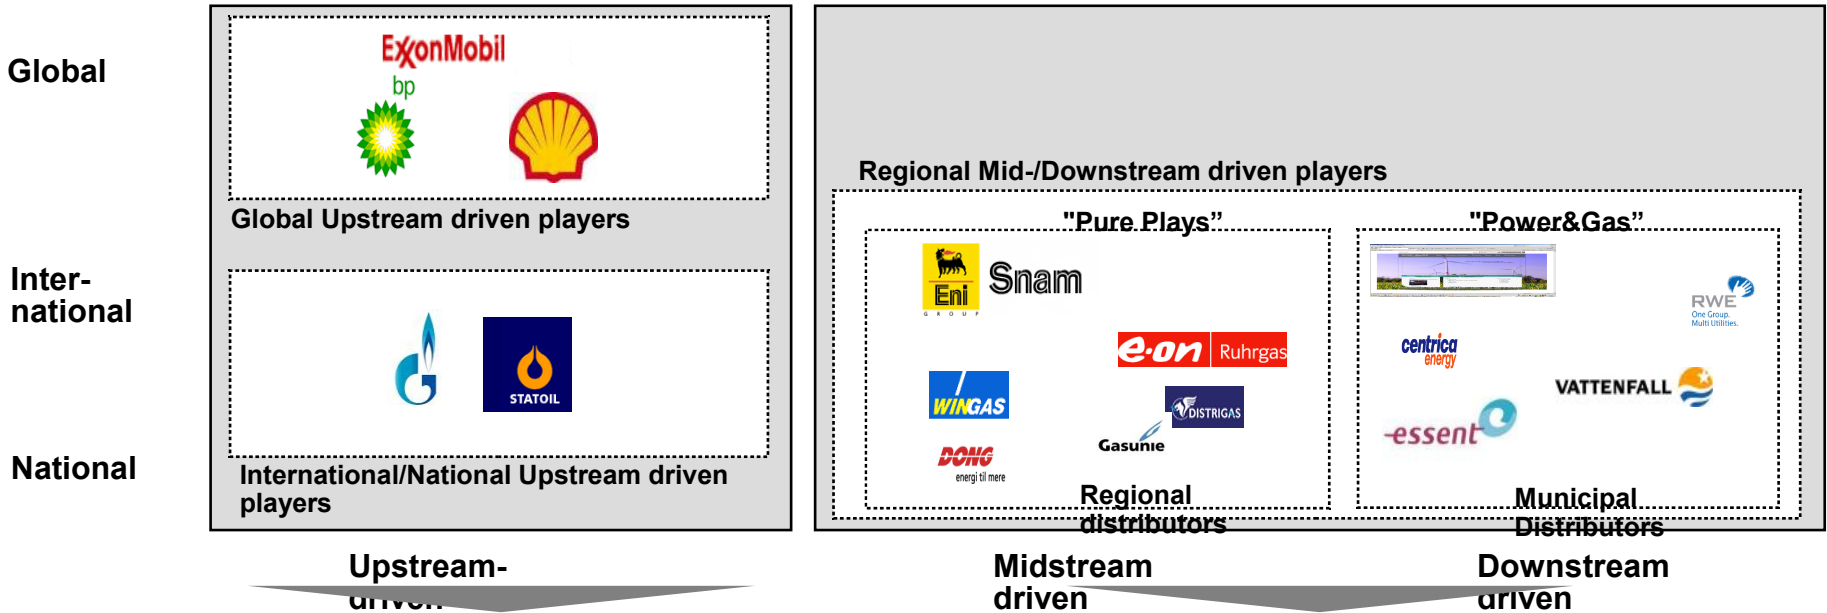 Global
Inter-
national
National
ExxonMobil
bp
Global Upstream driven players
STATOIL
International/National Upstream driven
players
Regional Mid-/Downstream driven players
"Pure Plays”
"Power&Gas”
Eni
GROUP
Snam
e·on Ruhrgas
WINGAS
DISTRIGAS
Gasunie
DONG
energi til mere
Regional
distributors
RWE
One Group.
Multi Utilities.
centrica
energy
VATTENFALL
essent
Municipal
Distributors
Upstream-
driven
Midstream
driven
Downstream
driven